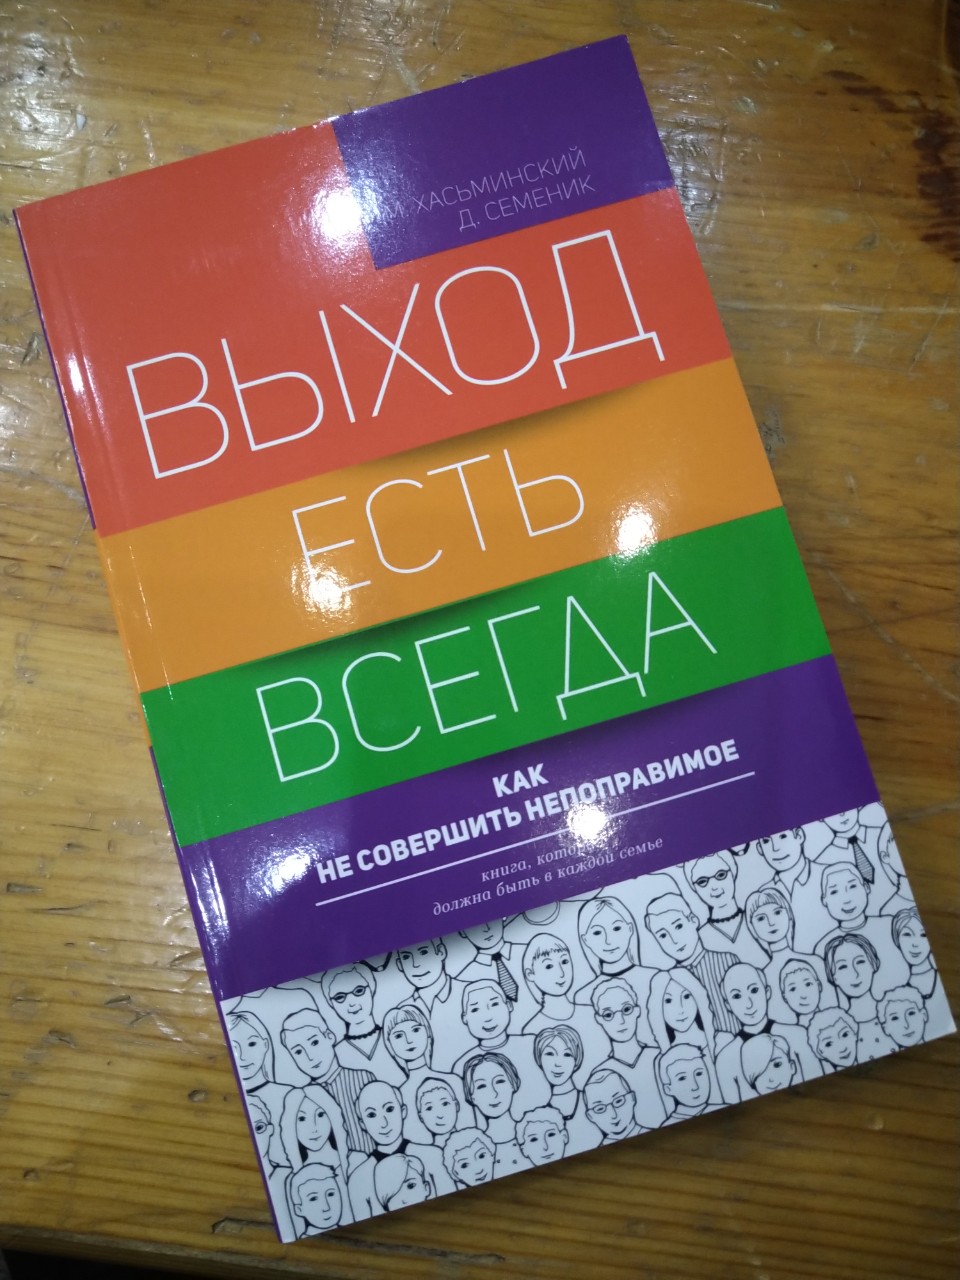 М. ХАСЬМИНСКИЙ
Д. СЕМЕНИК
ВЫХОД
ЕСТЬ
ВСЕГДА
КАК
НЕ СОВЕРШИТЬ НЕПОПРАВИМОЕ
книга,
должна быть в каждой семье